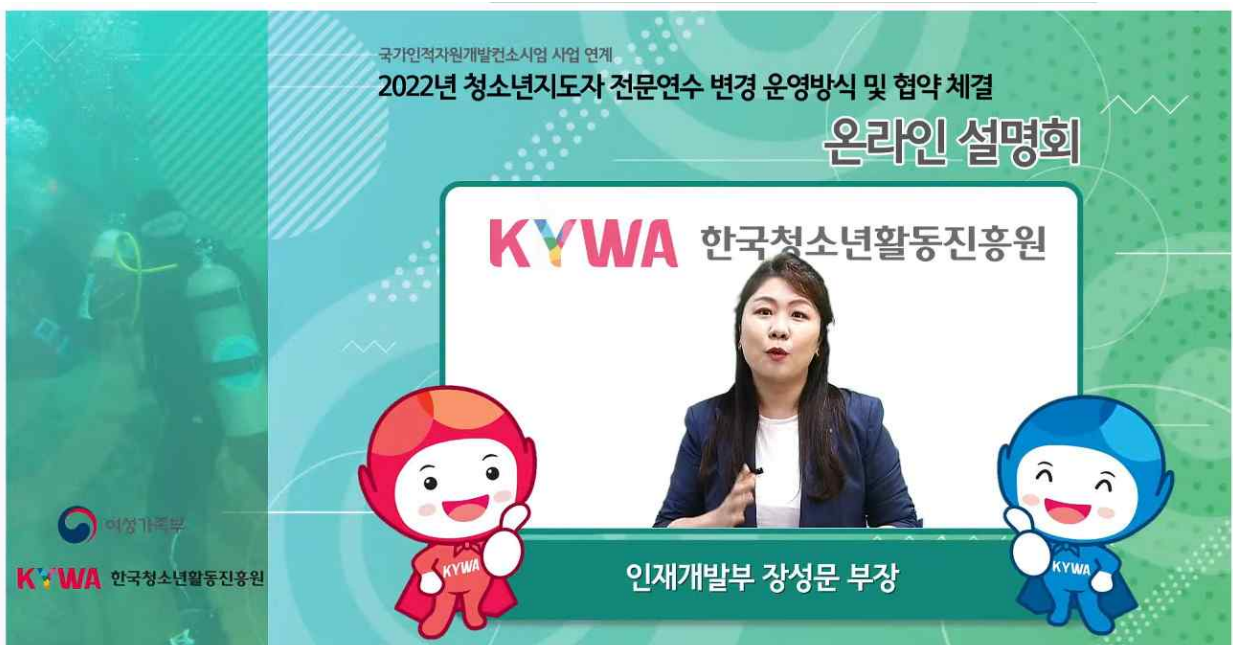 국가인적자원개발컨소시엄 사업 연계
2022년 청소년지도자 전문연수 변경 운영방식 및 협약 체결
온라인 설명회
KYWA 한국청소년활동진흥원
KYWA
KYWA
인재개발부 장성문 부장
여성가족부
KYWA 한국청소년활동진흥원